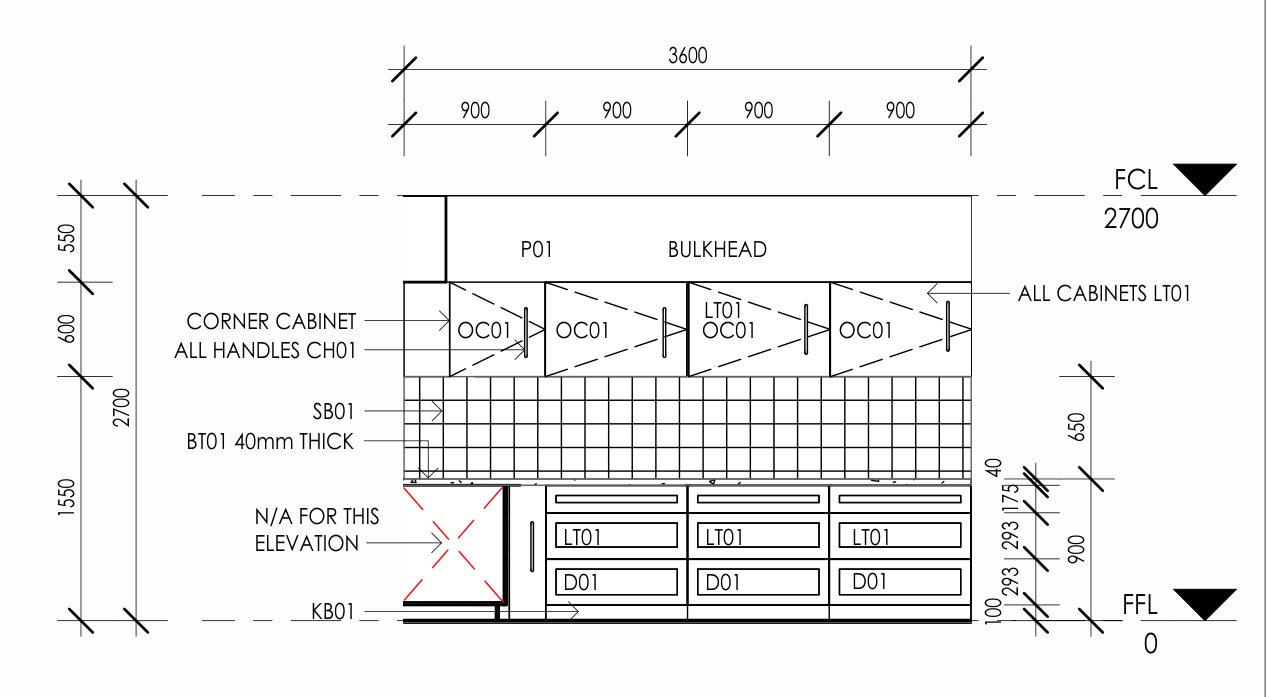 3600
900
900
900
900
FCL
2700
550
P01
BULKHEAD
ALL CABINETS LT01
CORNER CABINET
LT01
OC01
OC01
OC01
OC01
600
ALL HANDLES CH01
2700
SB01
650
BT01 40mm THICK
40
1550
175
N/A FOR THIS
ELEVATION
LT01
LT01
LT01
293
900
D01
D01
D01
293
KB01
100
FFL
0